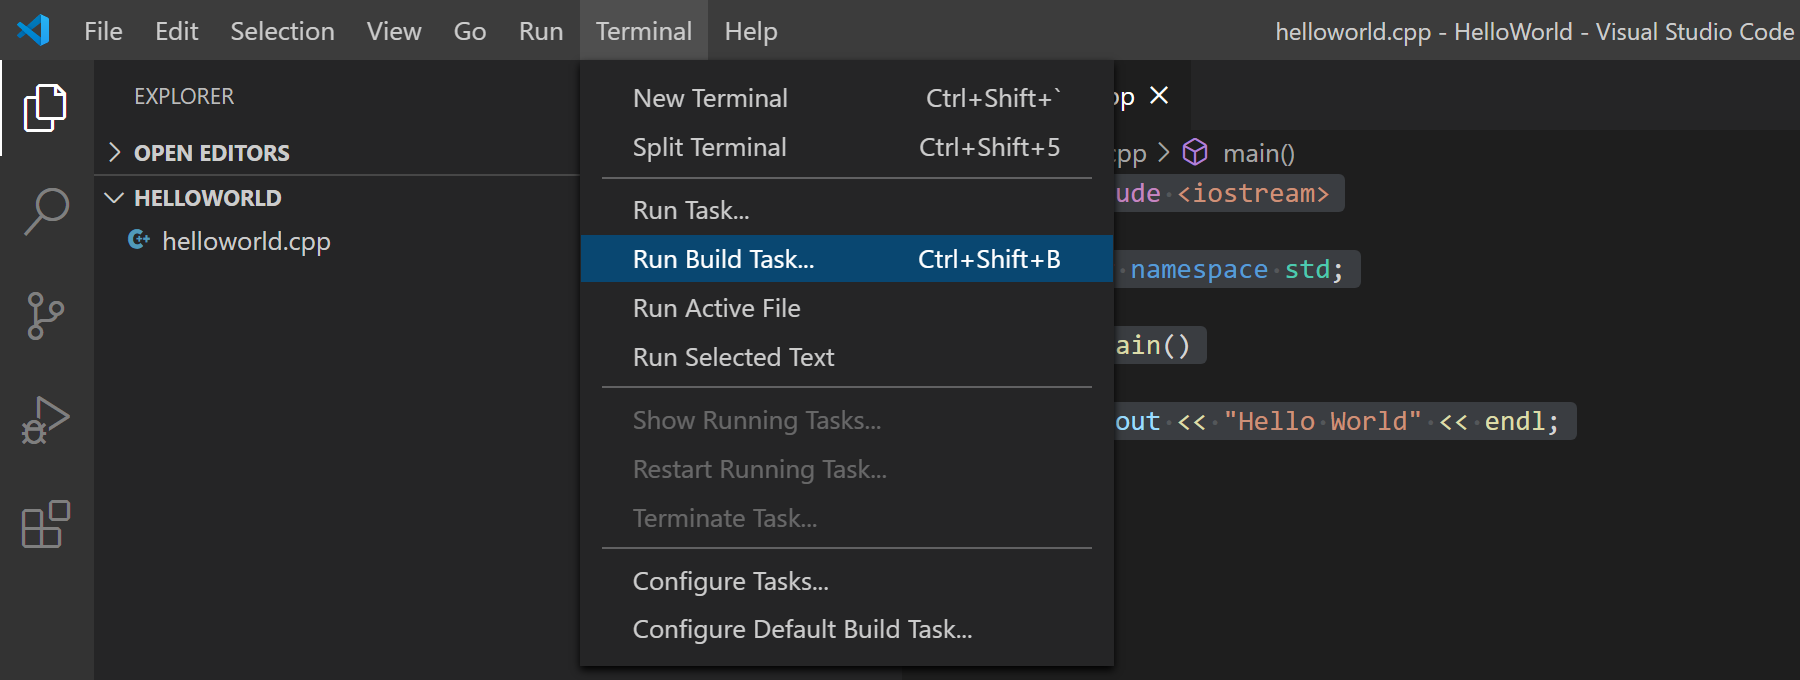 File Edit Selection View Go Run Terminal Help helloworld.cpp - HelloWorld - Visual Studio Code
EXPLORER
OPEN EDITORS
HELLOWORLD
helloworld.cpp
New Terminal Ctrl+Shift+`
Split Terminal Ctrl+Shift+5
Run Task...
Run Build Task... Ctrl+Shift+B
Run Active File
Run Selected Text
Show Running Tasks...
Restart Running Task...
Terminate Task...
Configure Tasks...
Configure Default Build Task...
pp
cpp > main()
ude <iostream>
namespace std;
ain()
out << "Hello World" << endl;